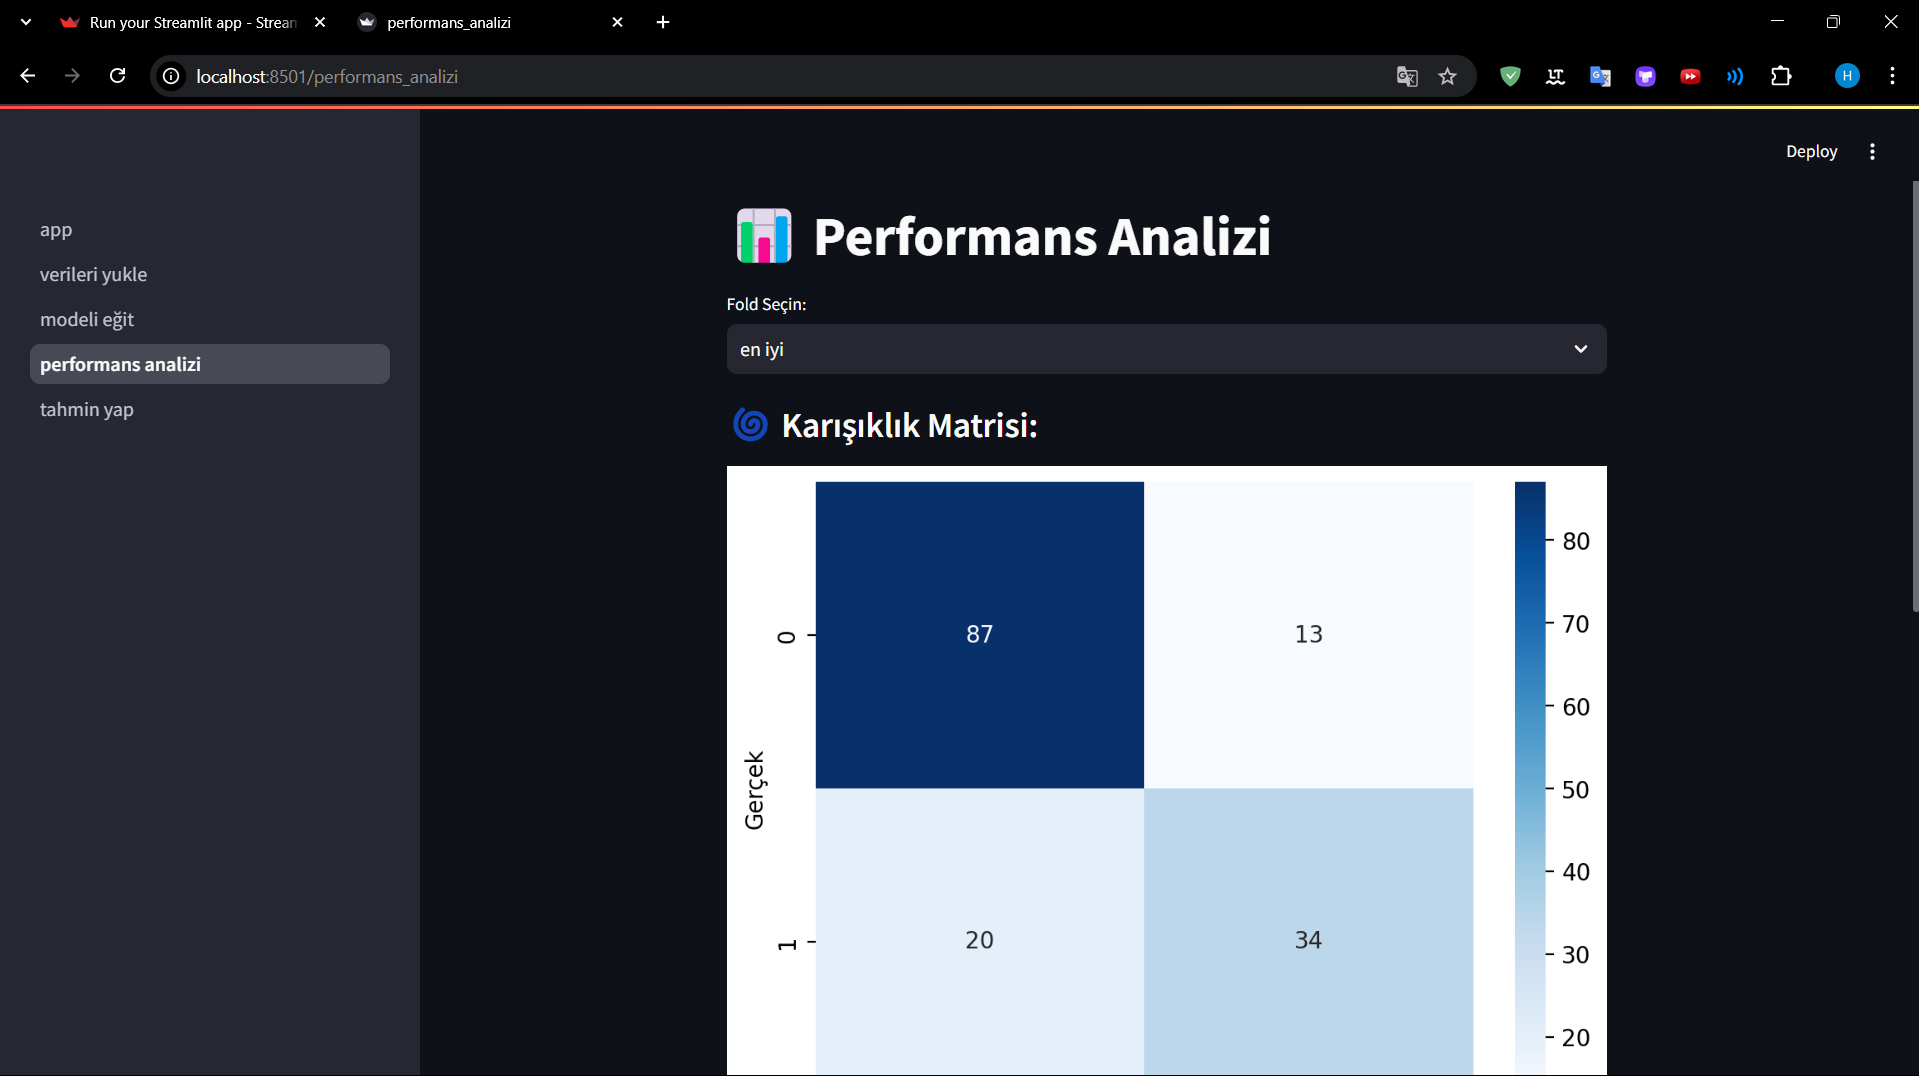 Run your Streamlit app - Stream
performans_analizi
localhost:8501/performans_analizi
H
Deploy
app
verileri yukle
modeli eğit
performans analizi
tahmin yap
Performans Analizi
Fold Seçin:
en iyi
Karışıklık Matrisi:
0
87
13
Gerçek
1
20
34
80
70
60
50
40
30
20